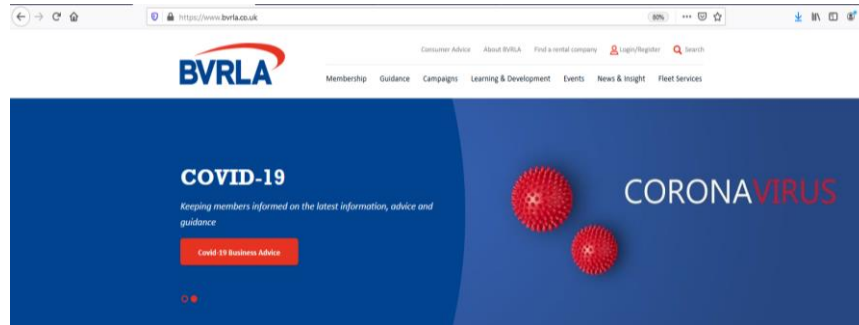 https://www.bvrla.co.uk 80%
Consumer Advice About BVRLA Find a rental company Login/Register Search
BVRLA
Membership Guidance Campaigns Learning & Development Events News & Insight Fleet Services
COVID-19
Keeping members informed on the latest information, advice and
guidance
Covid-19 Business Advice
CORONAVIRUS